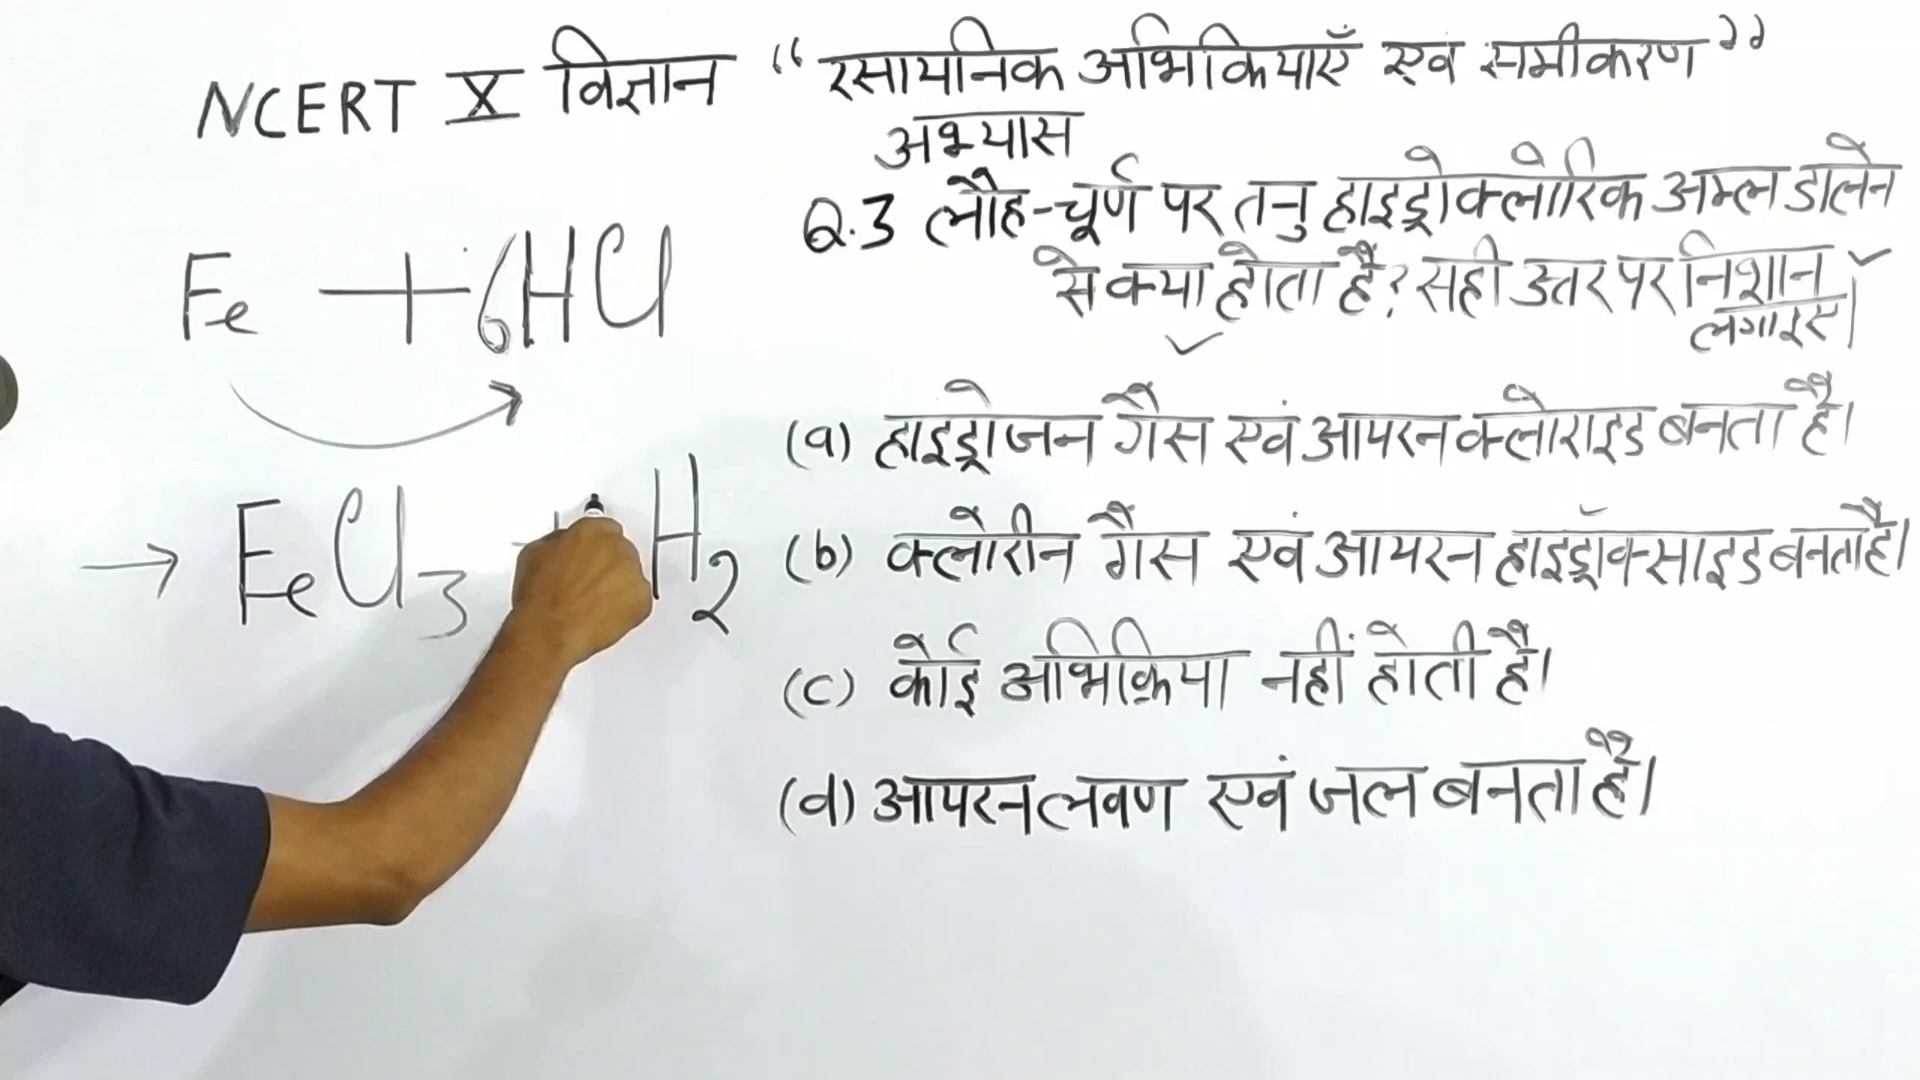 NCERT X विज्ञान “रसायनिक अभिक्रियाएँ एवं समीकरण”
अभ्यास
Q.3 लौह-चूर्ण पर तनु हाइड्रोक्लोरिक अम्ल डालने
से क्या होता है? सही उत्तर पर निशान
लगाइए।
Fe + 6HCl
→ FeCl3 + H2
(a) हाइड्रोजन गैस एवं आयरन क्लोराइड बनता है।
(b) क्लोरीन गैस एवं आयरन हाइड्रॉक्साइड बनता है।
(c) कोई अभिक्रिया नहीं होती है।
(d) आयरन लवण एवं जल बनता है।